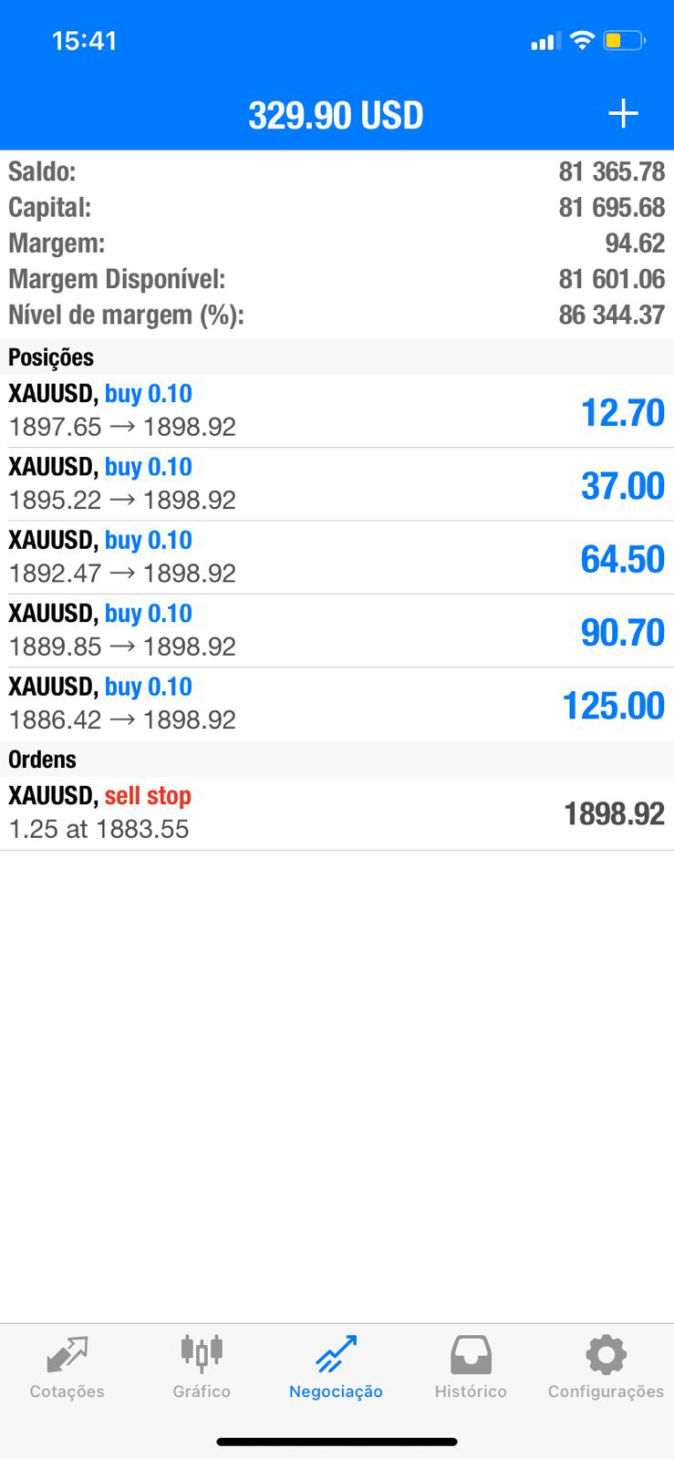 15:41
329.90 USD
Saldo: 81 365.78
Capital: 81 695.68
Margem: 94.62
Margem Disponível: 81 601.06
Nível de margem (%): 86 344.37
Posições
XAUUSD, buy 0.10
1897.65 → 1898.92
12.70
XAUUSD, buy 0.10
1895.22 → 1898.92
37.00
XAUUSD, buy 0.10
1892.47 → 1898.92
64.50
XAUUSD, buy 0.10
1889.85 → 1898.92
90.70
XAUUSD, buy 0.10
1886.42 → 1898.92
125.00
Ordens
XAUUSD, sell stop
1.25 at 1883.55
1898.92
Cotações Gráfico Negociação Histórico Configurações